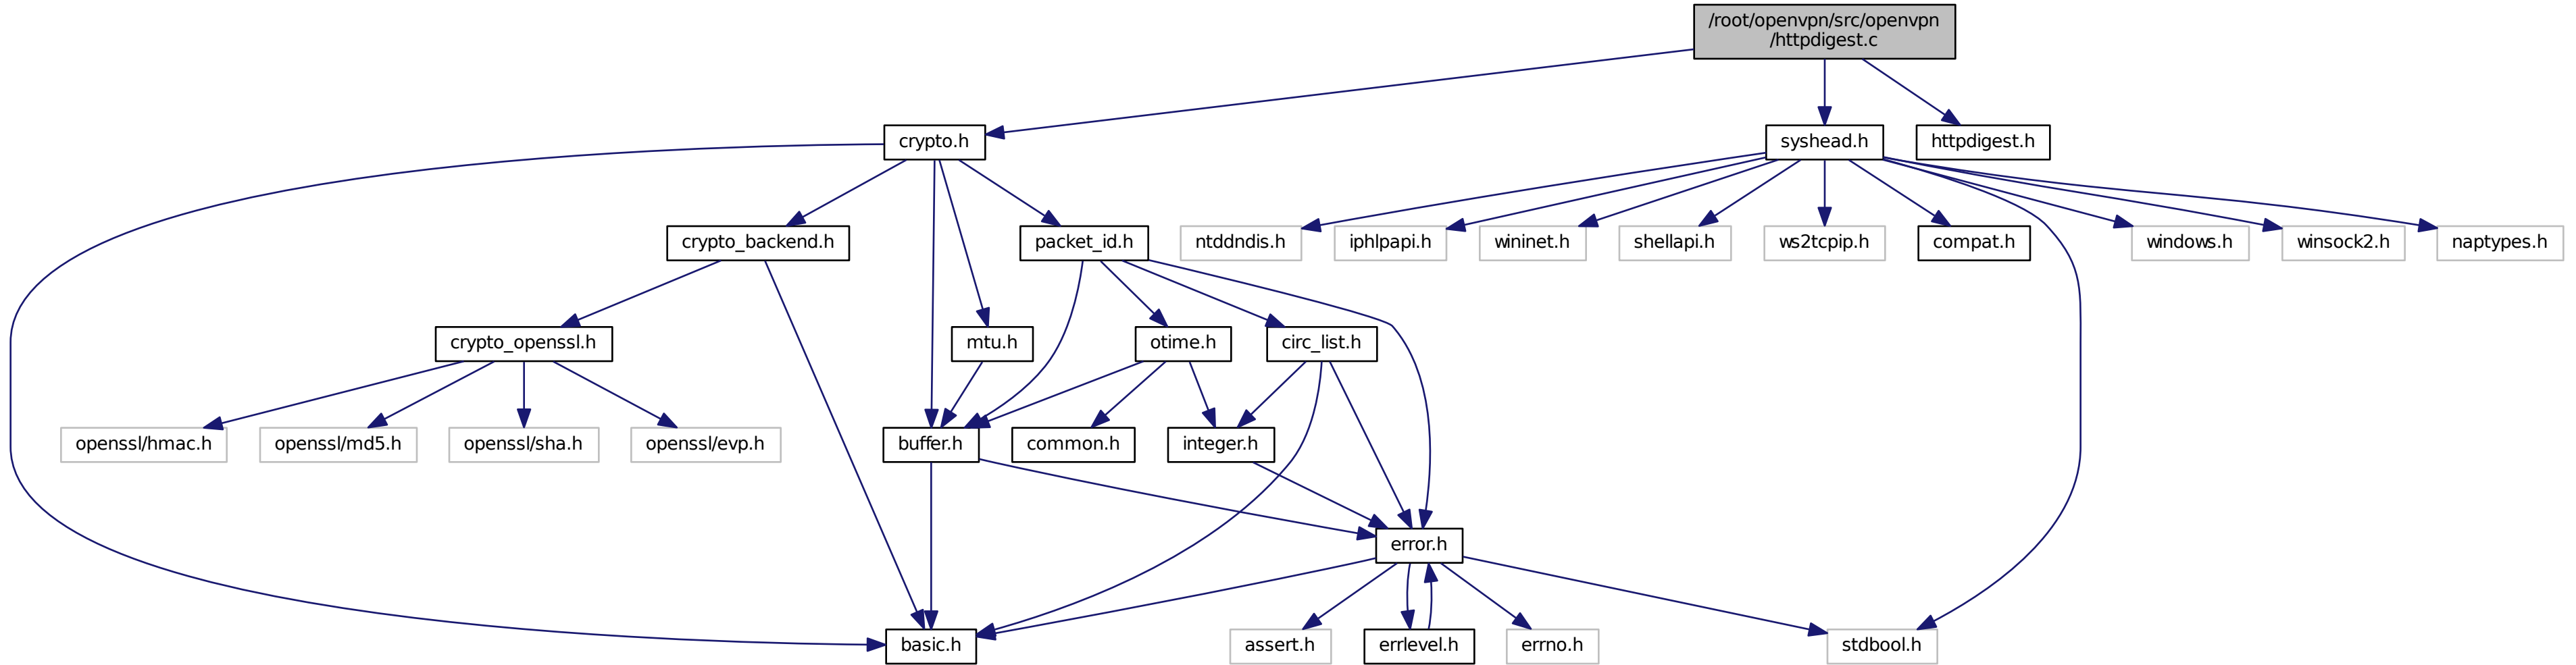 /root/openvpn/src/openvpn
/httpdigest.c
crypto.h
syshead.h
httpdigest.h
crypto_backend.h
packet_id.h
ntddndis.h
iphlpapi.h
wininet.h
shellapi.h
ws2tcpip.h
compat.h
windows.h
winsock2.h
naptypes.h
crypto_openssl.h
mtu.h
otime.h
circ_list.h
openssl/hmac.h
openssl/md5.h
openssl/sha.h
openssl/evp.h
buffer.h
common.h
integer.h
error.h
basic.h
assert.h
errlevel.h
errno.h
stdbool.h